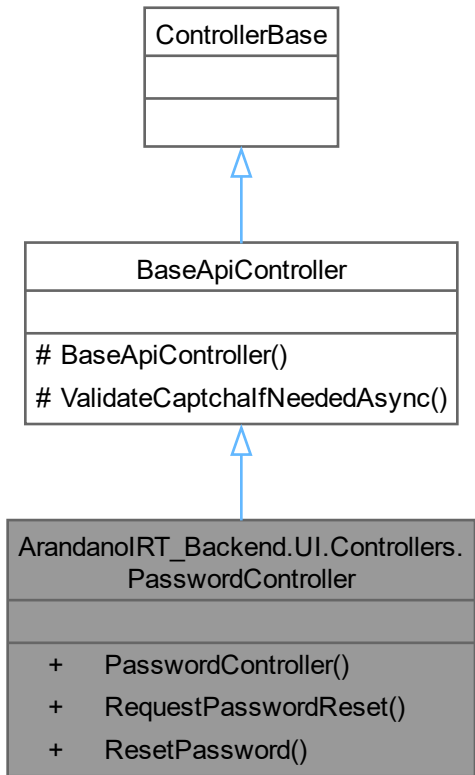 ControllerBase
BaseApiController
# BaseApiController()
# ValidateCaptchaIfNeededAsync()
ArandanoIRT_Backend.UI.Controllers.
PasswordController
+ PasswordController()
+ RequestPasswordReset()
+ ResetPassword()